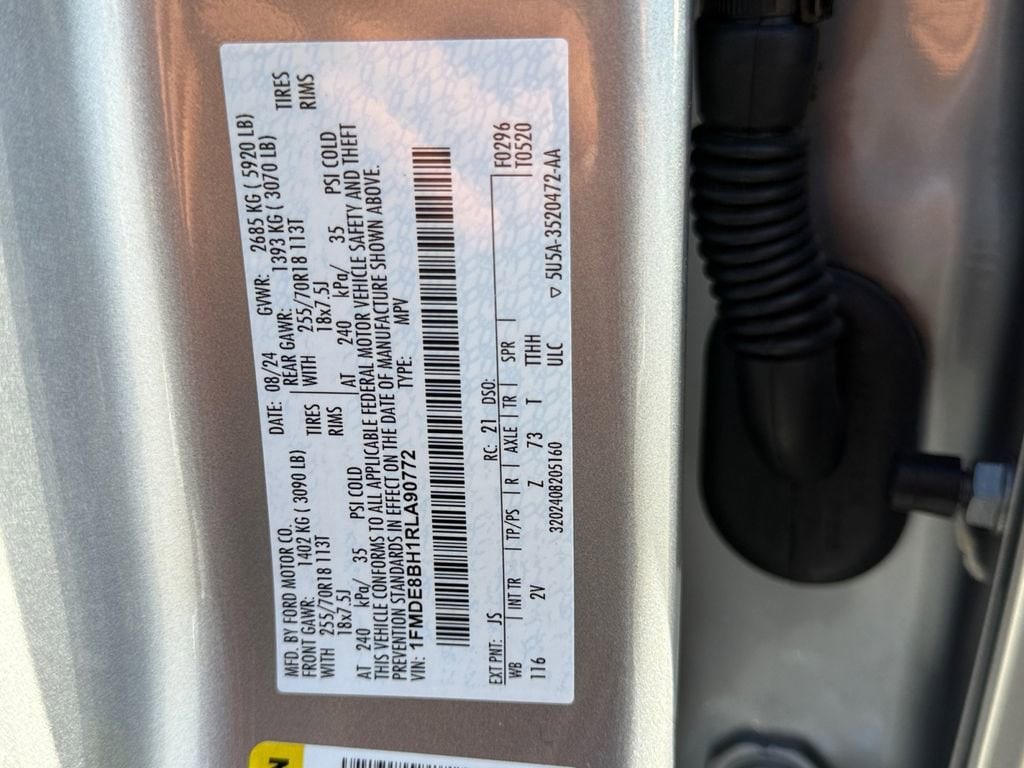 MFD. BY FORD MOTOR CO.
DATE: 08/24
GVWR: 2685 KG ( 5920 LB)
FRONT GAWR: 1402 KG ( 3090 LB)
REAR GAWR: 1393 KG ( 3070 LB)
WITH 255/70R18 113T TIRES
WITH 255/70R18 113T TIRES
18x7.5J RIMS
18x7.5J RIMS
AT 240 kPa/ 35 PSI COLD
AT 240 kPa/ 35 PSI COLD
THIS VEHICLE CONFORMS TO ALL APPLICABLE FEDERAL MOTOR VEHICLE SAFETY AND THEFT
PREVENTION STANDARDS IN EFFECT ON THE DATE OF MANUFACTURE SHOWN ABOVE.
VIN: 1FMDE8BH1RLA90772
TYPE: MPV
EXT PNT: JS RC: 21 DSO:
F0296
WB INT TR TP/PS R AXLE TR SPR T0520
116 2V Z 73 T TTHH
3202408205160 ULC ▽ 5U5A-3520472-AA
N